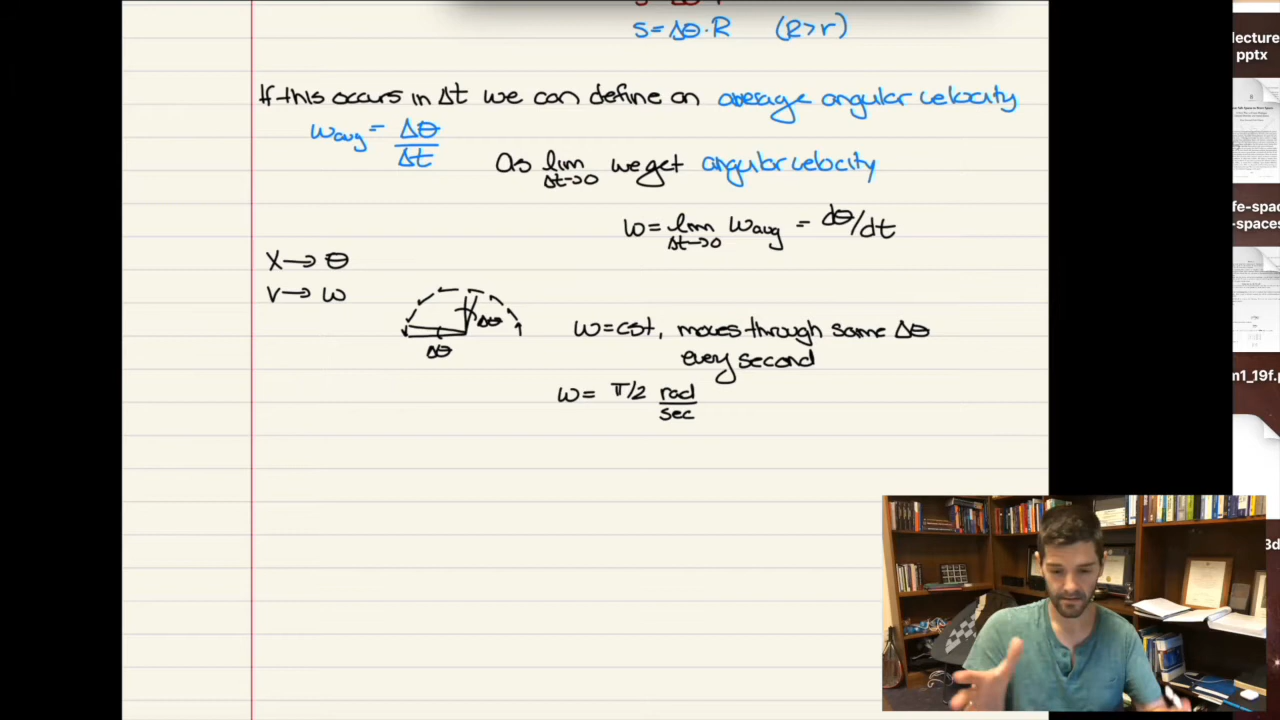 s = Δθ · R (R > r)
If this occurs in Δt we can define an average angular velocity
ωavg = Δθ/Δt
As lim Δt→0 we get angular velocity
ω = lim Δt→0 ωavg = dθ/dt
X → θ
V → ω
Δθ
Δθ
ω = cst, moves through same Δθ
every second
ω = π/2 rad/sec
lecture
pptx
fe-spac
-spaces
m1_19f.p